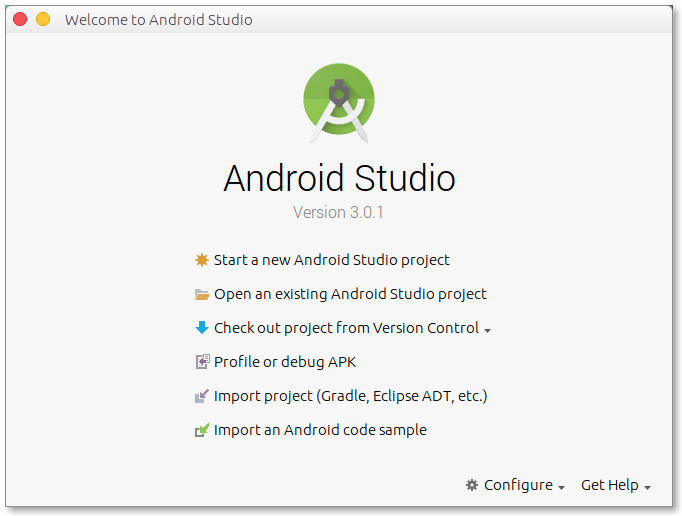 Welcome to Android Studio
Android Studio
Version 3.0.1
Start a new Android Studio project
Open an existing Android Studio project
Check out project from Version Control
Profile or debug APK
Import project (Gradle, Eclipse ADT, etc.)
Import an Android code sample
Configure Get Help